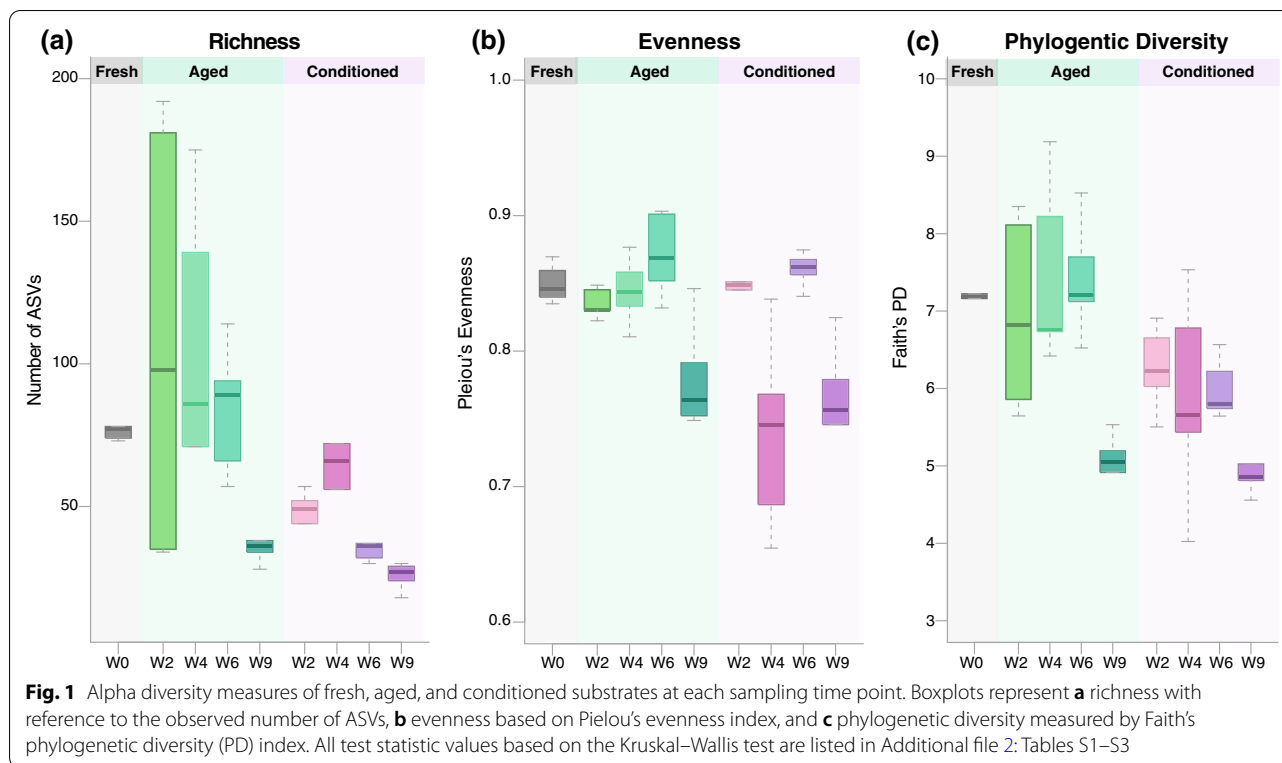 (a) Richness
Fresh Aged Conditioned
200
150
100
50
Number of ASVs
W0 W2 W4 W6 W9 W2 W4 W6 W9
(b) Evenness
Fresh Aged Conditioned
1.0
0.9
0.8
0.7
0.6
Pleiou's Evenness
W0 W2 W4 W6 W9 W2 W4 W6 W9
(c) Phylogentic Diversity
Fresh Aged Conditioned
10
9
8
7
6
5
4
3
Faith's PD
W0 W2 W4 W6 W9 W2 W4 W6 W9
Fig. 1 Alpha diversity measures of fresh, aged, and conditioned substrates at each sampling time point. Boxplots represent a richness with
reference to the observed number of ASVs, b evenness based on Pielou's evenness index, and c phylogenetic diversity measured by Faith's
phylogenetic diversity (PD) index. All test statistic values based on the Kruskal–Wallis test are listed in Additional file 2: Tables S1–S3